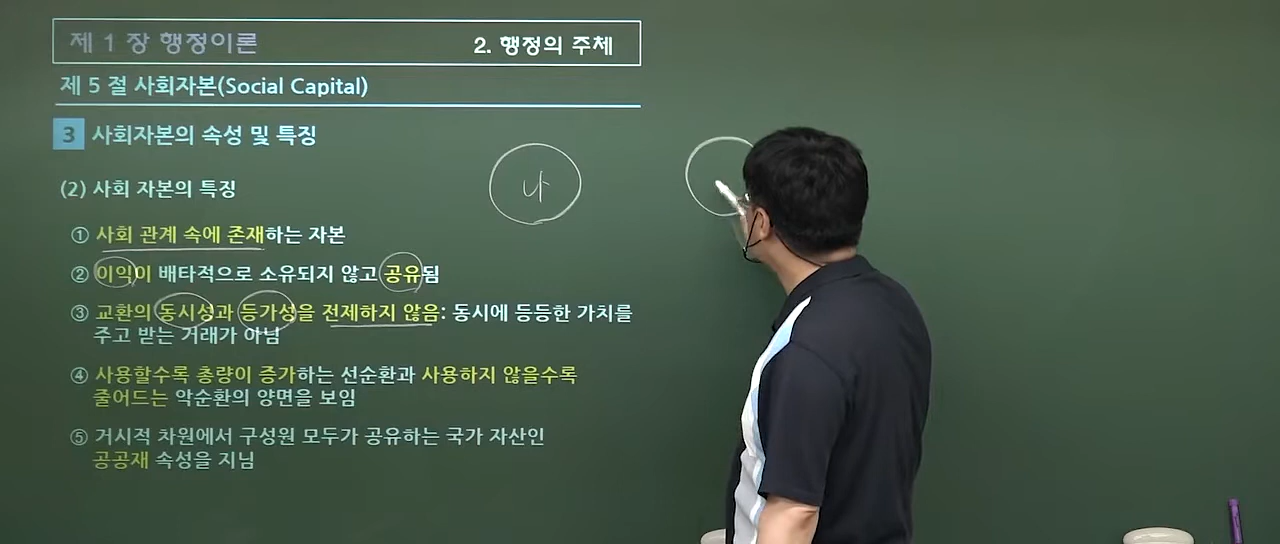 제 1 장 행정이론
2. 행정의 주체
제 5 절 사회자본(Social Capital)
3 사회자본의 속성 및 특징
나
(2) 사회 자본의 특징
① 사회 관계 속에 존재하는 자본
② 이익이 배타적으로 소유되지 않고 공유됨
③ 교환의 동시성과 등가성을 전제하지 않음: 동시에 등등한 가치를
주고 받는 거래가 아님
④ 사용할수록 총량이 증가하는 선순환과 사용하지 않을수록
줄어드는 악순환의 양면을 보임
⑤ 거시적 차원에서 구성원 모두가 공유하는 국가 자산인
공공재 속성을 지님